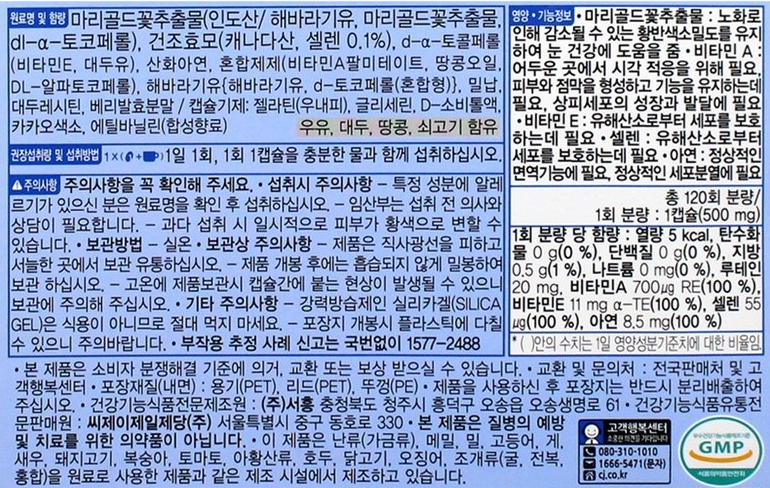 원료명 및 함량 마리골드꽃추출물(인도산/ 해바라기유, 마리골드꽃추출물,
dl-α-토코페롤), 건조효모(캐나다산, 셀렌 0.1%), d-α-토콜페롤
(비타민E, 대두유), 산화아연, 혼합제제(비타민A팔미테이트, 땅콩오일,
DL-알파토코페롤), 해바라기유{해바라기유, d-토코페롤(혼합형)}, 밀납,
대두레시틴, 베리발효분말 / 캡슐기제: 젤라틴(우내피), 글리세린, D-소비톨액,
카카오색소, 에틸바닐린(합성향료)
우유, 대두, 땅콩, 쇠고기 함유
권장섭취량 및 섭취방법 1×( + )1일 1회, 1회 1캡슐을 충분한 물과 함께 섭취하십시오.
주의사항 주의사항을 꼭 확인해 주세요. • 섭취시 주의사항 - 특정 성분에 알레
르기가 있으신 분은 원료명을 확인 후 섭취하십시오. - 임산부는 섭취 전 의사와
상담이 필요합니다. - 과다 섭취 시 일시적으로 피부가 황색으로 변할 수
있습니다. • 보관방법 - 실온 • 보관상 주의사항 - 제품은 직사광선을 피하고
서늘한 곳에서 보관 유통하십시오. - 제품 개봉 후에는 흡습되지 않게 밀봉하여
보관 하십시오. - 고온에 제품보관시 캡슐간에 붙는 현상이 발생될 수 있으니
보관에 주의해 주십시오. • 기타 주의사항 - 강력방습제인 실리카겔(SILICA
GEL)은 식용이 아니므로 절대 먹지 마세요. - 포장지 개봉시 플라스틱에 다칠
수 있으니 주의바랍니다. • 부작용 추정 사례 신고는 국번없이 1577-2488
영양·기능정보 • 마리골드꽃추출물 : 노화로
인해 감소될 수 있는 황반색소밀도를 유지
하여 눈 건강에 도움을 줌 • 비타민 A :
어두운 곳에서 시각 적응을 위해 필요,
피부와 점막을 형성하고 기능을 유지하는데
필요, 상피세포의 성장과 발달에 필요
• 비타민 E : 유해산소로부터 세포를 보호
하는데 필요 • 셀렌 : 유해산소로부터
세포를 보호하는데 필요 • 아연 : 정상적인
면역기능에 필요, 정상적인 세포분열에 필요
총 120회 분량/
1회 분량 : 1캡슐(500 mg)
1회 분량 당 함량 : 열량 5 kcal, 탄수화
물 0 g(0 %), 단백질 0 g(0 %), 지방
0.5 g(1 %), 나트륨 0 mg(0 %), 루테인
20 mg, 비타민A 700㎍ RE(100 %),
비타민E 11 mg α-TE(100 %), 셀렌 55
㎍(100 %), 아연 8.5 mg(100 %)
* ( )안의 수치는 1일 영양성분기준치에 대한 비율임.
• 본 제품은 소비자 분쟁해결 기준에 의거, 교환 또는 보상 받으실 수 있습니다. • 교환 및 문의처 : 전국판매처 및 고
객행복센터 • 포장재질(내면) : 용기(PET), 리드(PET), 뚜껑(PE) • 제품을 사용하신 후 포장지는 반드시 분리배출하여
주십시오. • 건강기능식품전문제조원 : (주)서흥 충청북도 청주시 흥덕구 오송읍 오송생명로 61 • 건강기능식품유통전
문판매원 : 씨제이제일제당(주) 서울특별시 중구 동호로 330 • 본 제품은 질병의 예방
및 치료를 위한 의약품이 아닙니다. • 이 제품은 난류(가금류), 메밀, 밀, 고등어, 게,
새우, 돼지고기, 복숭아, 토마토, 아황산류, 호두, 닭고기, 오징어, 조개류(굴, 전복,
홍합)을 원료로 사용한 제품과 같은 제조 시설에서 제조하고 있습니다.
고객행복센터
소중한 의견을 기다립니다
080-310-1010
1666-5471(문자)
cj.co.kr
우수건강기능식품제조기준
GMP
식품의약품안전처